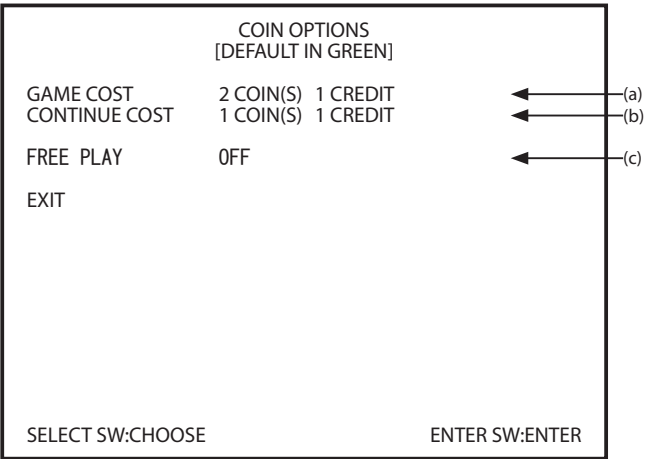 COIN OPTIONS
[DEFAULT IN GREEN]
GAME COST 2 COIN(S) 1 CREDIT (a)
CONTINUE COST 1 COIN(S) 1 CREDIT (b)
FREE PLAY OFF (c)
EXIT
SELECT SW:CHOOSE ENTER SW:ENTER